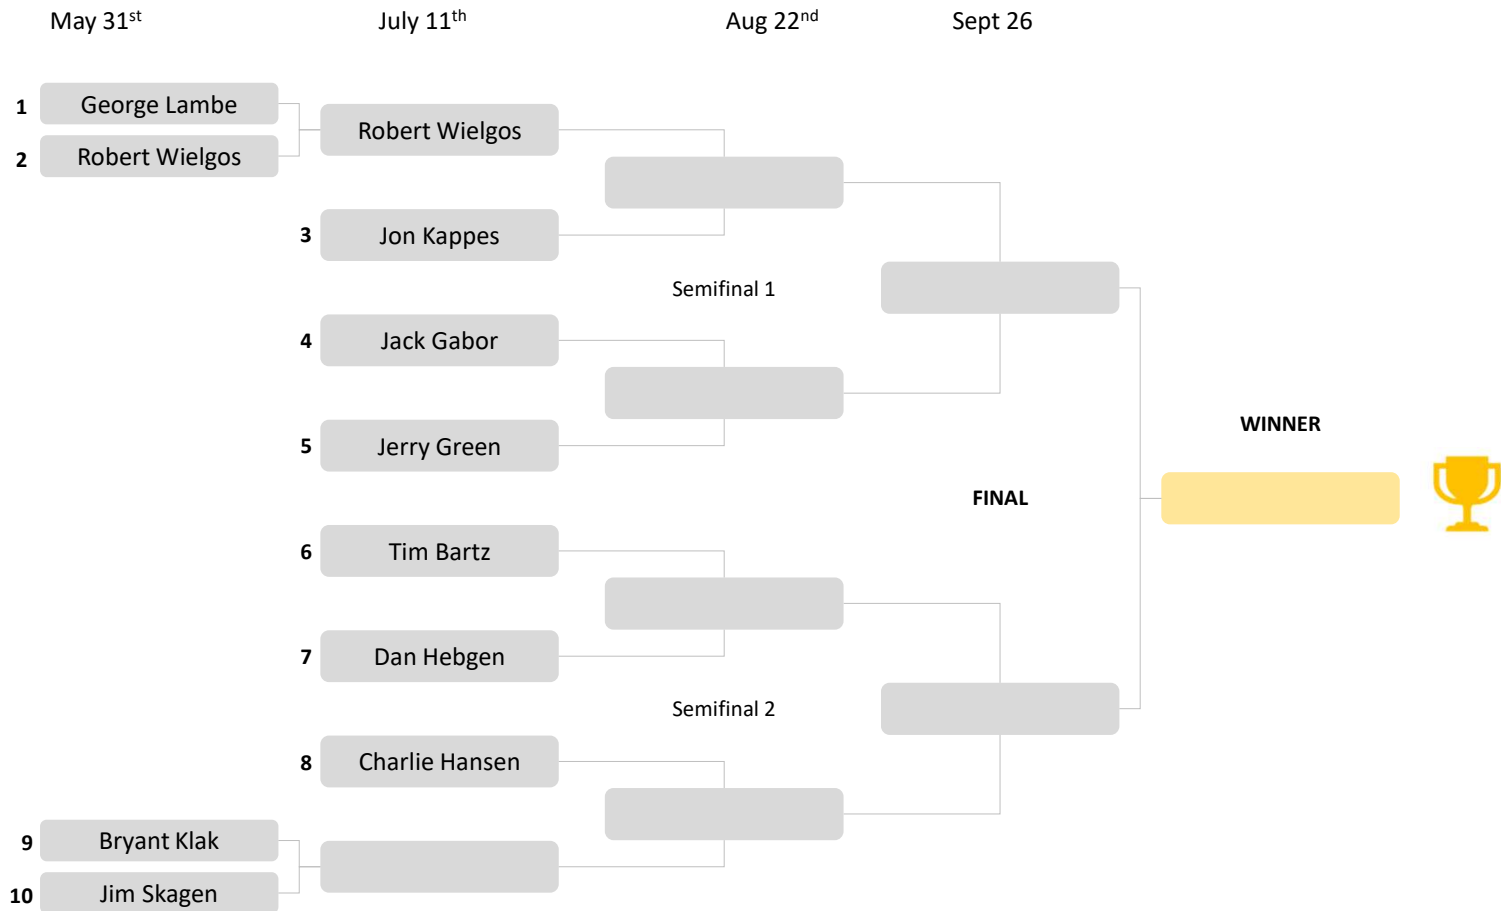 May 31st July 11th Aug 22nd Sept 26
1 George Lambe
Robert Wielgos
2 Robert Wielgos
3 Jon Kappes
Semifinal 1
4 Jack Gabor
5 Jerry Green
WINNER
FINAL
6 Tim Bartz
7 Dan Hebgen
Semifinal 2
8 Charlie Hansen
9 Bryant Klak
10 Jim Skagen